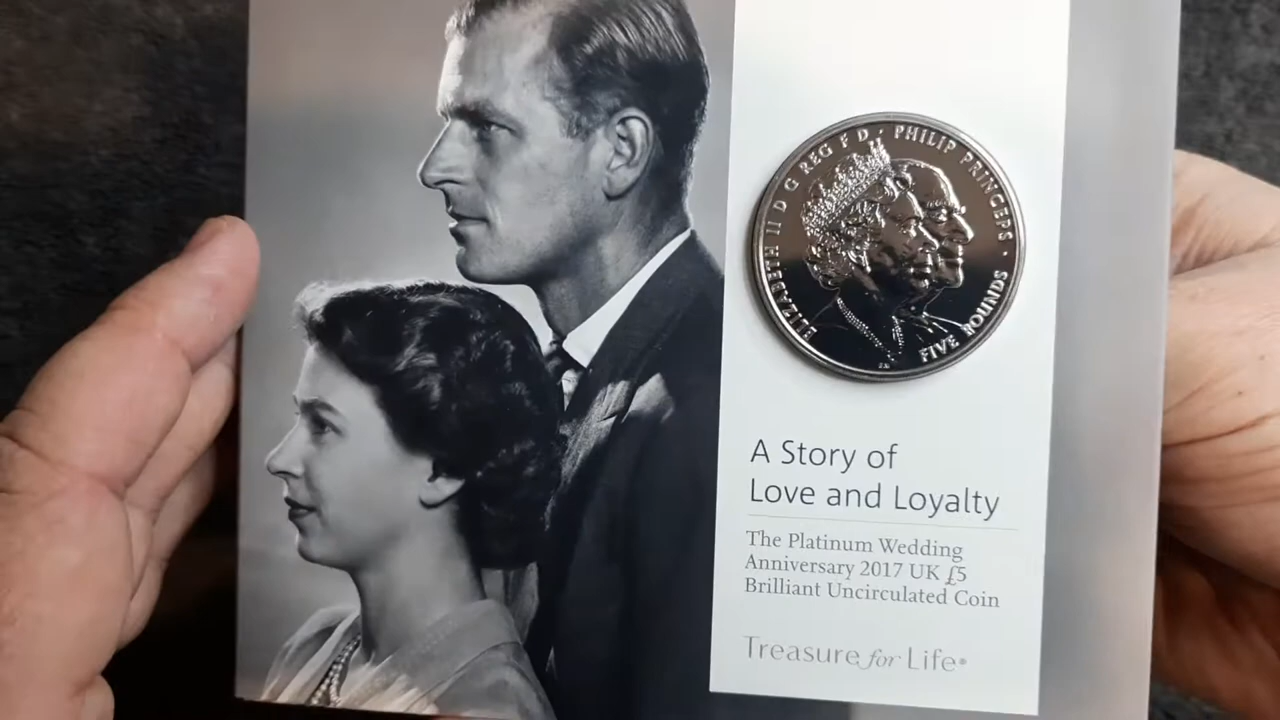 ELIZABETH II D G REG F D · PHILIP PRINCEPS ·
FIVE POUNDS
A Story of
Love and Loyalty
The Platinum Wedding
Anniversary 2017 UK £5
Brilliant Uncirculated Coin
Treasure for Life®